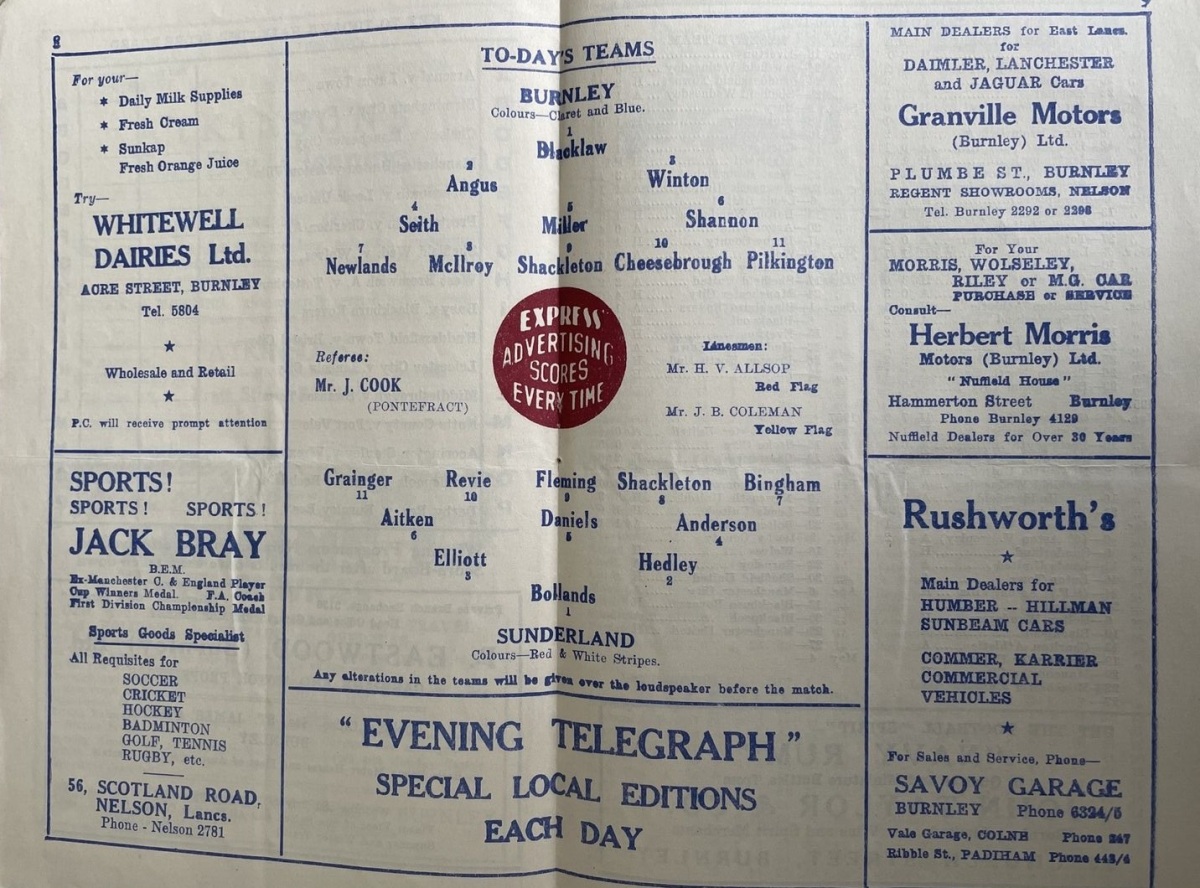 8
9
For your—
★ Daily Milk Supplies
★ Fresh Cream
★ Sunkap
Fresh Orange Juice
Try—
WHITEWELL
DAIRIES Ltd.
ACRE STREET, BURNLEY
Tel. 5804
★
Wholesale and Retail
★
P.C. will receive prompt attention
SPORTS!
SPORTS! SPORTS!
JACK BRAY
B.E.M.
Ex-Manchester C. & England Player
Cup Winners Medal. F.A. Coach
First Division Championship Medal
Sports Goods Specialist
All Requisites for
SOCCER
CRICKET
HOCKEY
BADMINTON
GOLF, TENNIS
RUGBY, etc.
56, SCOTLAND ROAD,
NELSON, Lancs.
Phone - Nelson 2781
TO-DAY'S TEAMS
BURNLEY
Colours—Claret and Blue.
1
Blacklaw
2 3
Angus Winton
4 5 6
Seith Miller Shannon
7 8 9 10 11
Newlands McIlroy Shackleton Cheesebrough Pilkington
EXPRESS
ADVERTISING
SCORES
EVERY TIME
Referee:
Mr. J. COOK
(PONTEFRACT)
Linesmen:
Mr. H. V. ALLSOP
Red Flag
Mr. J. B. COLEMAN
Yellow Flag
Grainger Revie Fleming Shackleton Bingham
11 10 9 8 7
Aitken Daniels Anderson
6 5 4
Elliott Hedley
3 2
Bollands
1
SUNDERLAND
Colours—Red & White Stripes.
Any alterations in the teams will be given over the loudspeaker before the match.
"EVENING TELEGRAPH"
SPECIAL LOCAL EDITIONS
EACH DAY
MAIN DEALERS for East Lancs.
for
DAIMLER, LANCHESTER
and JAGUAR Cars
Granville Motors
(Burnley) Ltd.
PLUMBE ST., BURNLEY
REGENT SHOWROOMS, NELSON
Tel. Burnley 2292 or
For Your
MORRIS, WOLSELEY,
RILEY or M.G. CAR
PURCHASE or SERVICE
Consult—
Herbert Morris
Motors (Burnley) Ltd.
"Nuffield House"
Hammerton Street Burnley
Phone Burnley 4129
Nuffield Dealers for Over 30 Years
Rushworth's
★
Main Dealers for
HUMBER -- HILLMAN
SUNBEAM CARS
COMMER, KARRIER
COMMERCIAL
VEHICLES
★
For Sales and Service, Phone—
SAVOY GARAGE
BURNLEY Phone 6324/5
Vale Garage, COLNE Phone 247
Ribble St., PADIHAM Phone 443/4